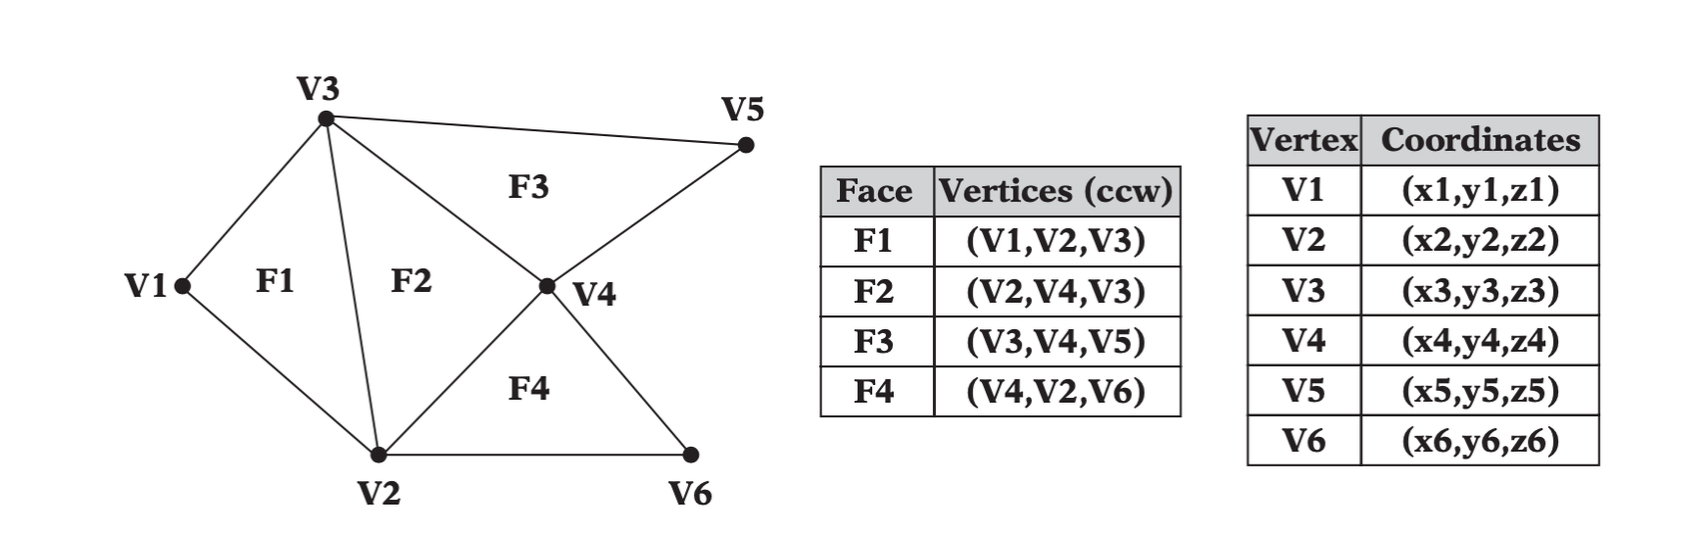 V3
V5
F3
V1
F1
F2
V4
F4
V2
V6
Face Vertices (ccw)
F1 (V1,V2,V3)
F2 (V2,V4,V3)
F3 (V3,V4,V5)
F4 (V4,V2,V6)
Vertex Coordinates
V1 (x1,y1,z1)
V2 (x2,y2,z2)
V3 (x3,y3,z3)
V4 (x4,y4,z4)
V5 (x5,y5,z5)
V6 (x6,y6,z6)